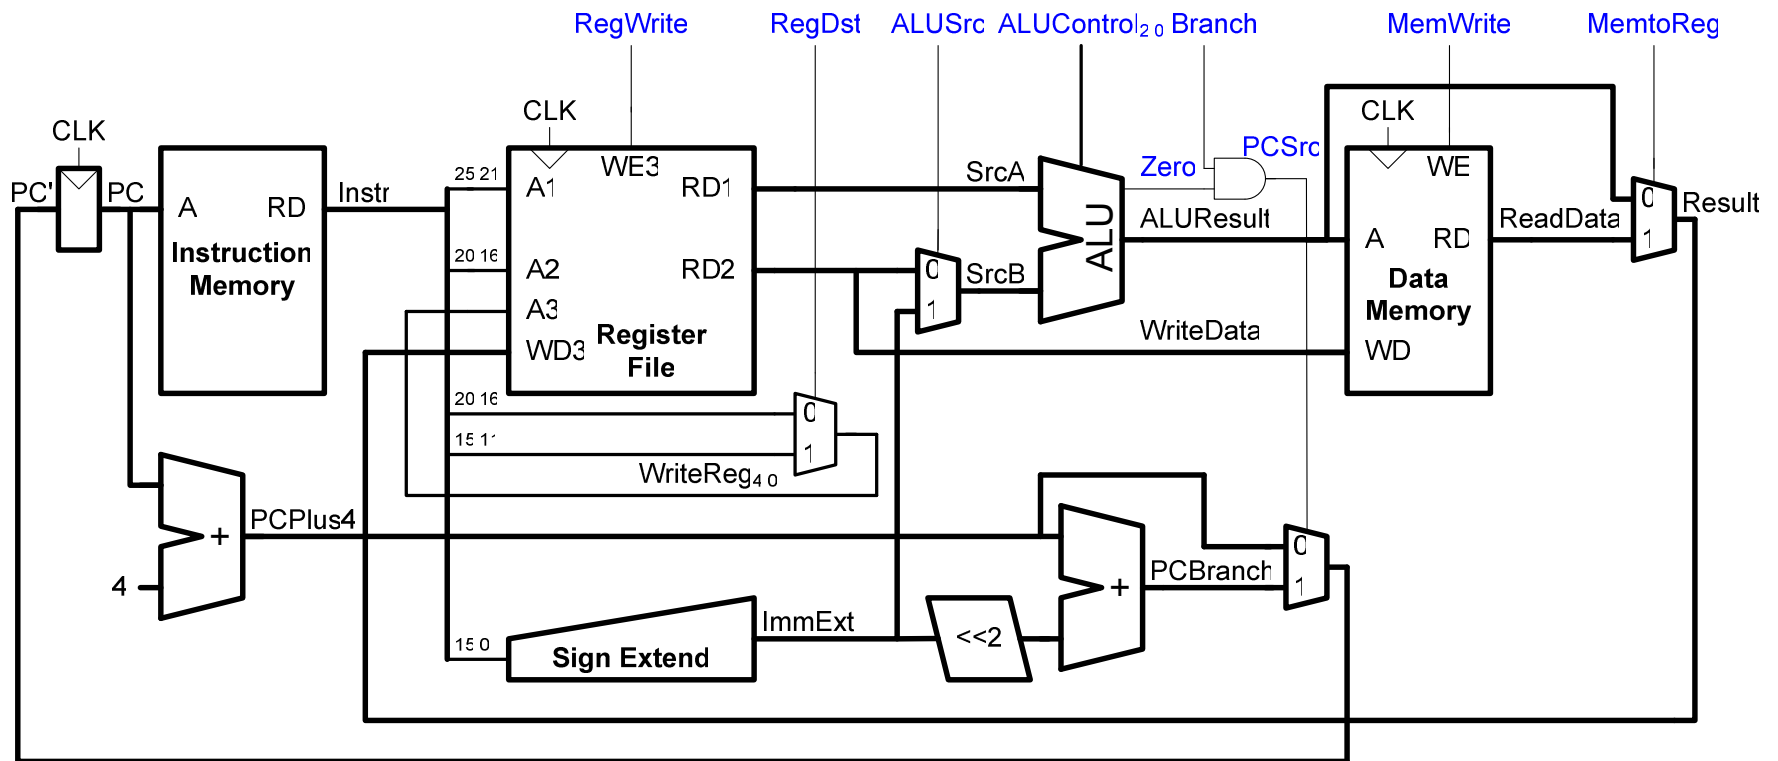 RegWrite RegDst ALUSrc ALUControl2 0 Branch MemWrite MemtoReg
CLK CLK CLK
PC' PC
A RD
Instr
Instruction
Memory
25 21
20 16
A1 WE3 RD1
A2 RD2
A3
WD3
Register
File
SrcA
0
1
SrcB
ALU
Zero
PCSrc
ALUResult
WriteData
WE
A RD
Data
Memory
WD
ReadData
0
1
Result
20 16
15 11
0
1
WriteReg4 0
4
+
PCPlus4
15 0
Sign Extend
ImmExt
<<2
+
PCBranch
0
1